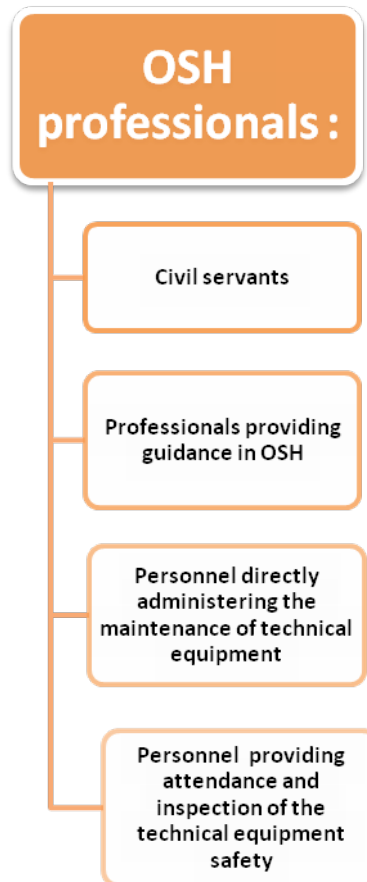 OSH
professionals :
Civil servants
Professionals providing
guidance in OSH
Personnel directly
administering the
maintenance of technical
equipment
Personnel providing
attendance and
inspection of the
technical equipment
safety